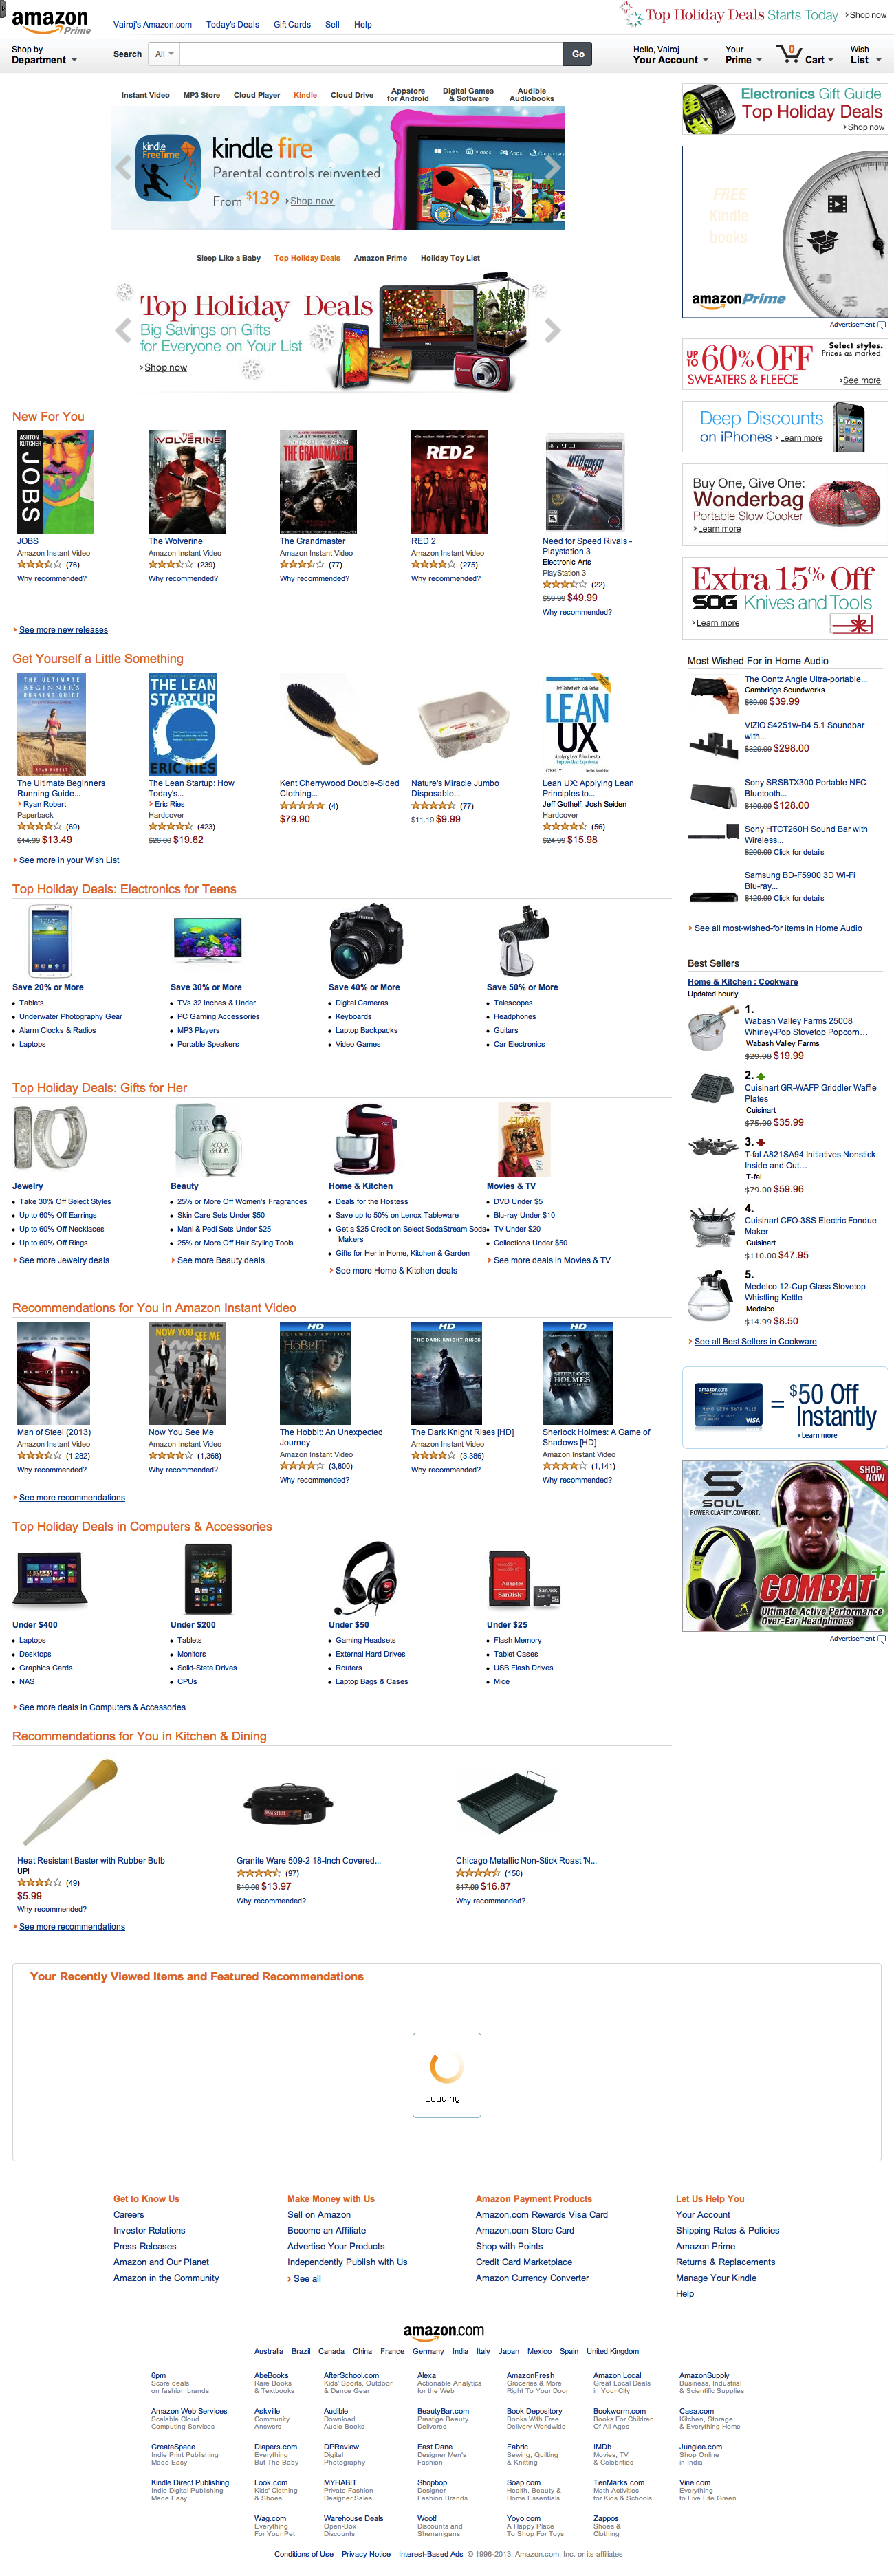 amazon
Prime
Vairoj's Amazon.com Today's Deals Gift Cards Sell Help
Top Holiday Deals Starts Today Shop now
Shop by
Department
Search All Go
Hello, Vairoj
Your Account
Your
Prime
0
Cart
Wish
List
Instant Video MP3 Store Cloud Player Kindle Cloud Drive Appstore for Android Digital Games & Software Audible Audiobooks
kindle
FreeTime
kindle fire
Parental controls reinvented
From $139 Shop now
Sleep Like a Baby Top Holiday Deals Amazon Prime Holiday Toy List
Top Holiday Deals
Big Savings on Gifts
for Everyone on Your List
Shop now
New For You
ASHTON KUTCHER
JOBS
THE WOLVERINE
THE GRANDMASTER
RED 2
PS3
JOBS
Amazon Instant Video
(76)
Why recommended?
The Wolverine
Amazon Instant Video
(239)
Why recommended?
The Grandmaster
Amazon Instant Video
(77)
Why recommended?
RED 2
Amazon Instant Video
(275)
Why recommended?
Need for Speed Rivals -
Playstation 3
Electronic Arts
PlayStation 3
(22)
$59.99 $49.99
Why recommended?
See more new releases
Get Yourself a Little Something
THE ULTIMATE
BEGINNER'S
RUNNING GUIDE
THE LEAN
STARTUP
ERIC RIES
LEAN
UX
The Ultimate Beginners
Running Guide...
Ryan Robert
Paperback
(69)
$14.99 $13.49
The Lean Startup: How
Today's...
Eric Ries
Hardcover
(423)
$26.00 $19.62
Kent Cherrywood Double-Sided
Clothing...
(4)
$79.90
Nature's Miracle Jumbo
Disposable...
(77)
$11.19 $9.99
Lean UX: Applying Lean
Principles to...
Jeff Gothelf, Josh Seiden
Hardcover
(56)
$24.99 $15.98
See more in your Wish List
Top Holiday Deals: Electronics for Teens
Save 20% or More
Tablets
Underwater Photography Gear
Alarm Clocks & Radios
Laptops
Save 30% or More
TVs 32 Inches & Under
PC Gaming Accessories
MP3 Players
Portable Speakers
Save 40% or More
Digital Cameras
Keyboards
Laptop Backpacks
Video Games
Save 50% or More
Telescopes
Headphones
Guitars
Car Electronics
Top Holiday Deals: Gifts for Her
Jewelry
Take 30% Off Select Styles
Up to 60% Off Earrings
Up to 60% Off Necklaces
Up to 60% Off Rings
See more Jewelry deals
Beauty
25% or More Off Women's Fragrances
Skin Care Sets Under $50
Mani & Pedi Sets Under $25
25% or More Off Hair Styling Tools
See more Beauty deals
Home & Kitchen
Deals for the Hostess
Save up to 50% on Lenox Tableware
Get a $25 Credit on Select SodaStream Soda
Makers
Gifts for Her in Home, Kitchen & Garden
See more Home & Kitchen deals
Movies & TV
DVD Under $5
Blu-ray Under $10
TV Under $20
Collections Under $50
See more deals in Movies & TV
Recommendations for You in Amazon Instant Video
MAN OF STEEL
NOW YOU SEE ME
HD
EXTENDED EDITION
HOBBIT
HD
THE DARK KNIGHT RISES
HD
SHERLOCK
HOLMES
Man of Steel (2013)
Amazon Instant Video
(1,282)
Why recommended?
Now You See Me
Amazon Instant Video
(1,368)
Why recommended?
The Hobbit: An Unexpected
Journey
Amazon Instant Video
(3,800)
Why recommended?
The Dark Knight Rises [HD]
Amazon Instant Video
(3,386)
Why recommended?
Sherlock Holmes: A Game of
Shadows [HD]
Amazon Instant Video
(1,141)
Why recommended?
See more recommendations
Top Holiday Deals in Computers & Accessories
Adapter
SanDisk
SanDisk
Under $400
Laptops
Desktops
Graphics Cards
NAS
Under $200
Tablets
Monitors
Solid-State Drives
CPUs
Under $50
Gaming Headsets
External Hard Drives
Routers
Laptop Bags & Cases
Under $25
Flash Memory
Tablet Cases
USB Flash Drives
Mice
See more deals in Computers & Accessories
Recommendations for You in Kitchen & Dining
Heat Resistant Baster with Rubber Bulb
UPI
(49)
$5.99
Why recommended?
Granite Ware 509-2 18-Inch Covered...
(97)
$19.99 $13.97
Why recommended?
Chicago Metallic Non-Stick Roast 'N...
(156)
$17.99 $16.87
Why recommended?
See more recommendations
Electronics Gift Guide
Top Holiday Deals
Shop now
FREE
Kindle
books
40
35
30
amazonPrime
Advertisement
UP TO 60% OFF
SWEATERS & FLEECE
Select styles.
Prices as marked.
See more
Deep Discounts
on iPhones Learn more
Buy One, Give One:
Wonderbag
Portable Slow Cooker
Learn more
Extra 15% Off
SOG Knives and Tools
Learn more
Most Wished For in Home Audio
The Oontz Angle Ultra-portable...
Cambridge Soundworks
$69.99 $39.99
VIZIO S4251w-B4 5.1 Soundbar
with...
$329.99 $298.00
Sony SRSBTX300 Portable NFC
Bluetooth...
$199.99 $128.00
Sony HTCT260H Sound Bar with
Wireless...
$299.99 Click for details
Samsung BD-F5900 3D Wi-Fi
Blu-ray...
$129.99 Click for details
See all most-wished-for items in Home Audio
Best Sellers
Home & Kitchen : Cookware
Updated hourly
1.
Wabash Valley Farms 25008
Whirley-Pop Stovetop Popcorn…
Wabash Valley Farms
$29.98 $19.99
2.
Cuisinart GR-WAFP Griddler Waffle
Plates
Cuisinart
$75.00 $35.99
3.
T-fal A821SA94 Initiatives Nonstick
Inside and Out…
T-fal
$79.00 $59.96
4.
Cuisinart CFO-3SS Electric Fondue
Maker
Cuisinart
$110.00 $47.95
5.
Medelco 12-Cup Glass Stovetop
Whistling Kettle
Medelco
$14.99 $8.50
See all Best Sellers in Cookware
amazon.com
VISA
= $50 Off
Instantly
Learn more
SOUL
POWER.CLARITY.COMFORT.
SHOP
NOW
COMBAT+
Ultimate Active Performance
Over-Ear Headphones
Advertisement
Your Recently Viewed Items and Featured Recommendations
Loading
Get to Know Us
Careers
Investor Relations
Press Releases
Amazon and Our Planet
Amazon in the Community
Make Money with Us
Sell on Amazon
Become an Affiliate
Advertise Your Products
Independently Publish with Us
See all
Amazon Payment Products
Amazon.com Rewards Visa Card
Amazon.com Store Card
Shop with Points
Credit Card Marketplace
Amazon Currency Converter
Let Us Help You
Your Account
Shipping Rates & Policies
Amazon Prime
Returns & Replacements
Manage Your Kindle
Help
amazon.com
Australia Brazil Canada China France Germany India Italy Japan Mexico Spain United Kingdom
6pm
Score deals
on fashion brands
AbeBooks
Rare Books
& Textbooks
AfterSchool.com
Kids' Sports, Outdoor
& Dance Gear
Alexa
Actionable Analytics
for the Web
AmazonFresh
Groceries & More
Right To Your Door
Amazon Local
Great Local Deals
in Your City
AmazonSupply
Business, Industrial
& Scientific Supplies
Amazon Web Services
Scalable Cloud
Computing Services
Askville
Community
Answers
Audible
Download
Audio Books
BeautyBar.com
Prestige Beauty
Delivered
Book Depository
Books With Free
Delivery Worldwide
Bookworm.com
Books For Children
Of All Ages
Casa.com
Kitchen, Storage
& Everything Home
CreateSpace
Indie Print Publishing
Made Easy
Diapers.com
Everything
But The Baby
DPReview
Digital
Photography
East Dane
Designer Men's
Fashion
Fabric
Sewing, Quilting
& Knitting
IMDb
Movies, TV
& Celebrities
Junglee.com
Shop Online
in India
Kindle Direct Publishing
Indie Digital Publishing
Made Easy
Look.com
Kids' Clothing
& Shoes
MYHABIT
Private Fashion
Designer Sales
Shopbop
Designer
Fashion Brands
Soap.com
Health, Beauty &
Home Essentials
TenMarks.com
Math Activities
for Kids & Schools
Vine.com
Everything
to Live Life Green
Wag.com
Everything
For Your Pet
Warehouse Deals
Open-Box
Discounts
Woot!
Discounts and
Shenanigans
Yoyo.com
A Happy Place
To Shop For Toys
Zappos
Shoes &
Clothing
Conditions of Use Privacy Notice Interest-Based Ads © 1996-2013, Amazon.com, Inc. or its affiliates